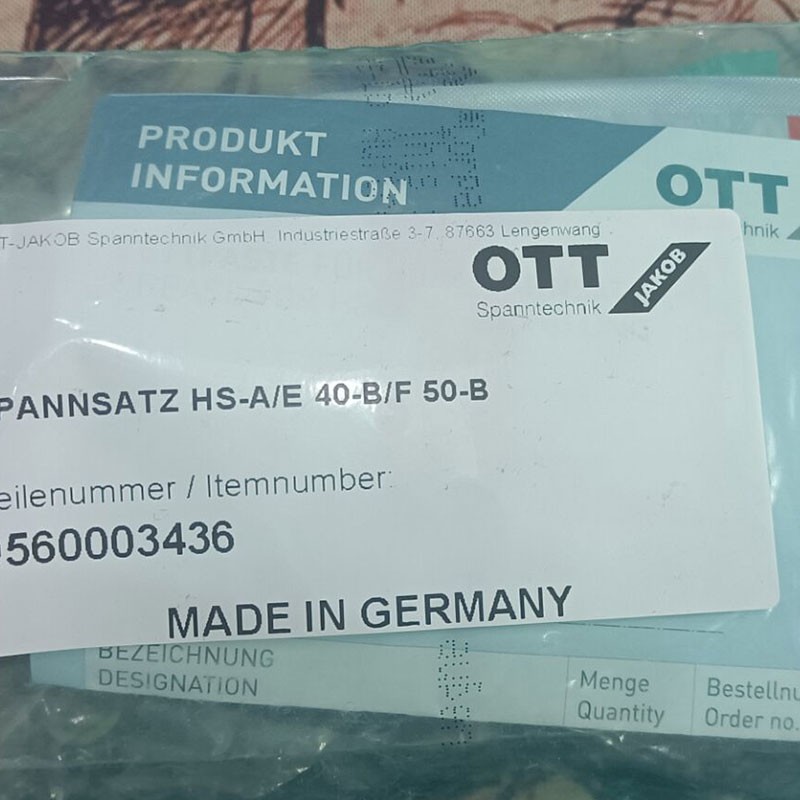 PRODUKT
INFORMATION
OTT
hnik
T-JAKOB Spanntechnik GmbH, Industriestraße 3-7, 87663 Lengenwang
OTT JAKOB
Spanntechnik
PANNSATZ HS-A/E 40-B/F 50-B
eilenummer / Itemnumber:
560003436
MADE IN GERMANY
BEZEICHNUNG
DESIGNATION
Menge
Quantity
Bestellnu
Order no.